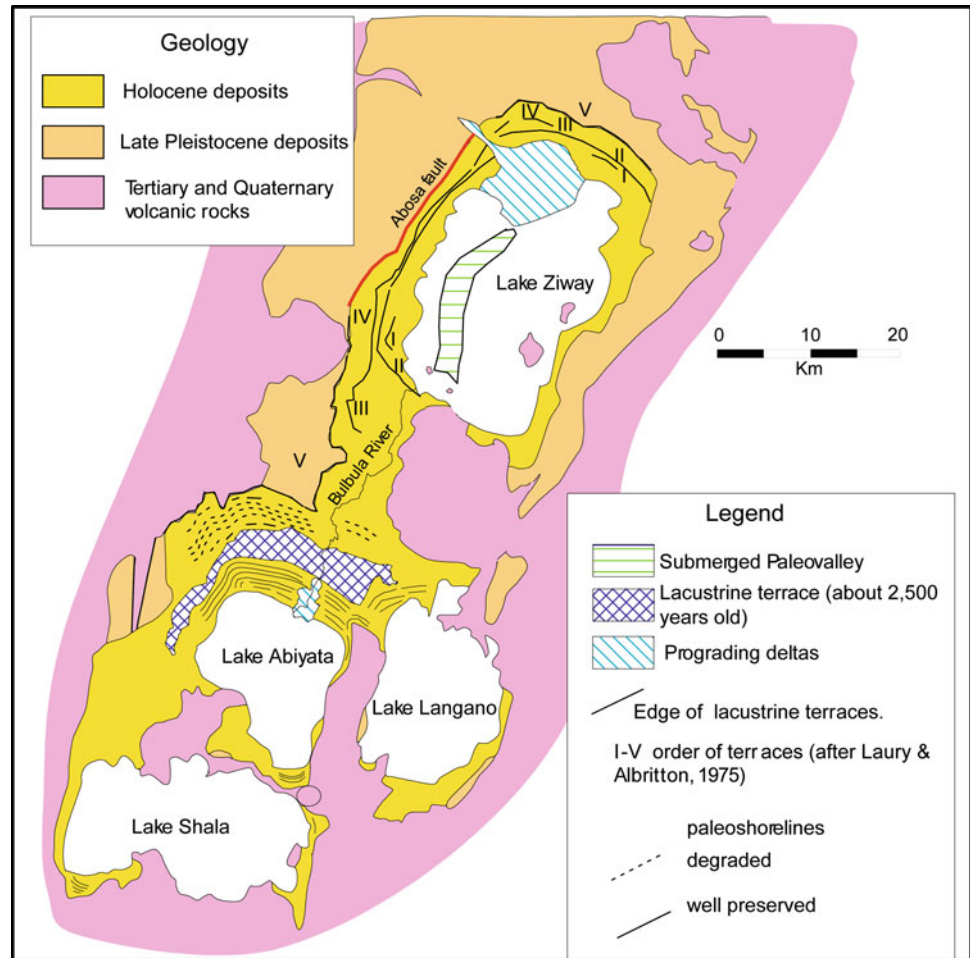 Geology
Holocene deposits
Late Pleistocene deposits
Tertiary and Quaternary
volcanic rocks
IV
V
III
II
I
Abosa fault
Lake Ziway
IV
I
II
III
V
Bulbula River
0 10 20
Km
Lake Abiyata
Lake Langano
Lake Shala
Legend
Submerged Paleovalley
Lacustrine terrace (about 2,500
years old)
Prograding deltas
Edge of lacustrine terraces.
I-V order of terraces (after Laury &
Albritton, 1975)
paleoshorelines
degraded
well preserved